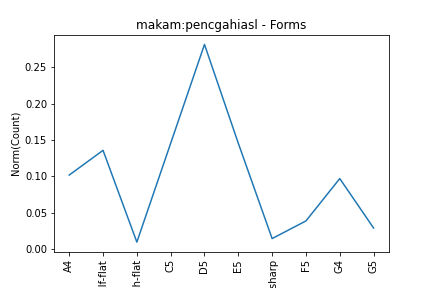 makam:pencgahiasl - Forms
Norm(Count)
0.25
0.20
0.15
0.10
0.05
0.00
A4
lf-flat
h-flat
C5
D5
E5
sharp
F5
G4
G5